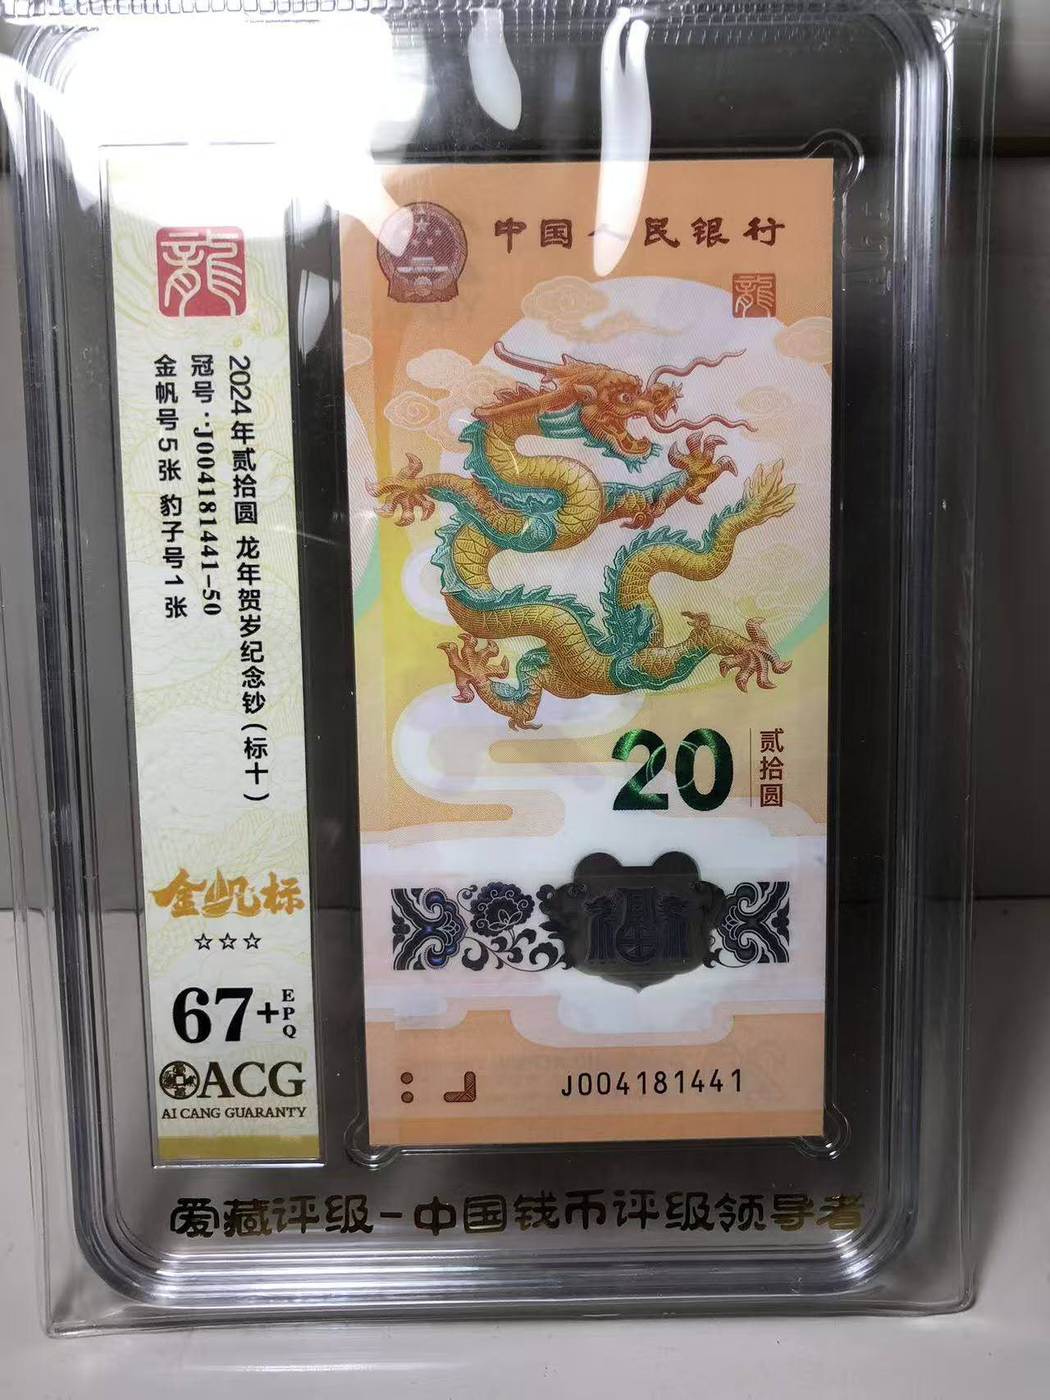 龍
2024年贰拾圆 龙年贺岁纪念钞(标十)
冠号·J004181441-50
金帆号5张 豹子号1张
金帆标
☆☆☆
67+EPQ
ACG
AI CANG GUARANTY
中国人民银行
龍
20
贰拾圆
J004181441
爱藏评级-中国钱币评级领导者